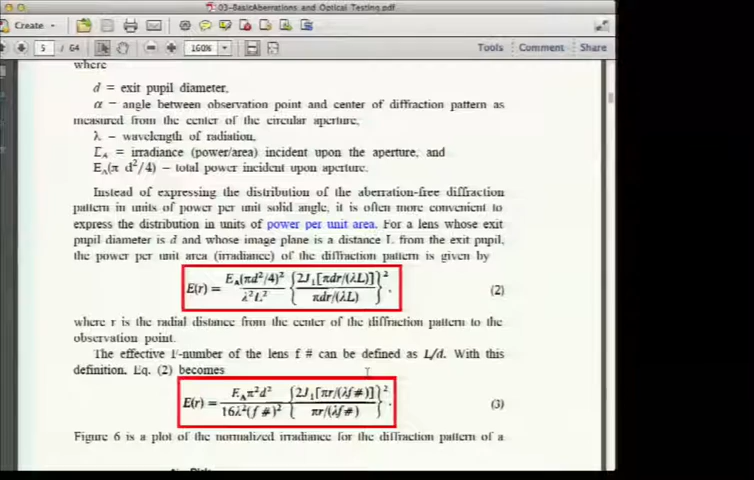 03-BasicAberrations and Optical Testing.pdf
Create
5 / 64 160% Tools Comment Share
where
d = exit pupil diameter,
α = angle between observation point and center of diffraction pattern as
measured from the center of the circular aperture,
λ = wavelength of radiation,
E_A = irradiance (power/area) incident upon the aperture, and
E_A(π d²/4) = total power incident upon aperture.
Instead of expressing the distribution of the aberration-free diffraction
pattern in units of power per unit solid angle, it is often more convenient to
express the distribution in units of power per unit area. For a lens whose exit
pupil diameter is d and whose image plane is a distance L from the exit pupil,
the power per unit area (irradiance) of the diffraction pattern is given by
E(r) = E_A(πd²/4)² / λ²L² {2J₁[πdr/(λL)] / πdr/(λL)}². (2)
where r is the radial distance from the center of the diffraction pattern to the
observation point.
The effective F-number of the lens f # can be defined as L/d. With this
definition, Eq. (2) becomes
E(r) = E_Aπ²d² / 16λ²(f #)² {2J₁[πr/(λf#)] / πr/(λf#)}². (3)
Figure 6 is a plot of the normalized irradiance for the diffraction pattern of a